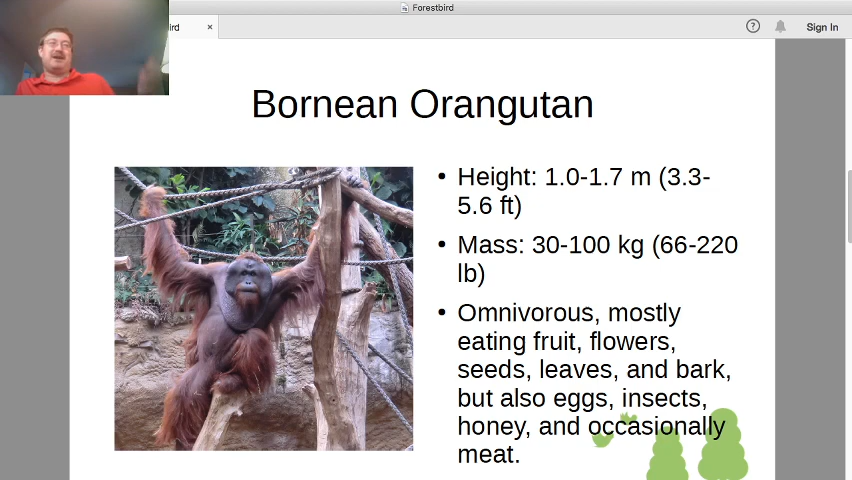 Forestbird
ird ×
? Sign In
Bornean Orangutan
• Height: 1.0-1.7 m (3.3-
5.6 ft)
• Mass: 30-100 kg (66-220
lb)
• Omnivorous, mostly
eating fruit, flowers,
seeds, leaves, and bark,
but also eggs, insects,
honey, and occasionally
meat.